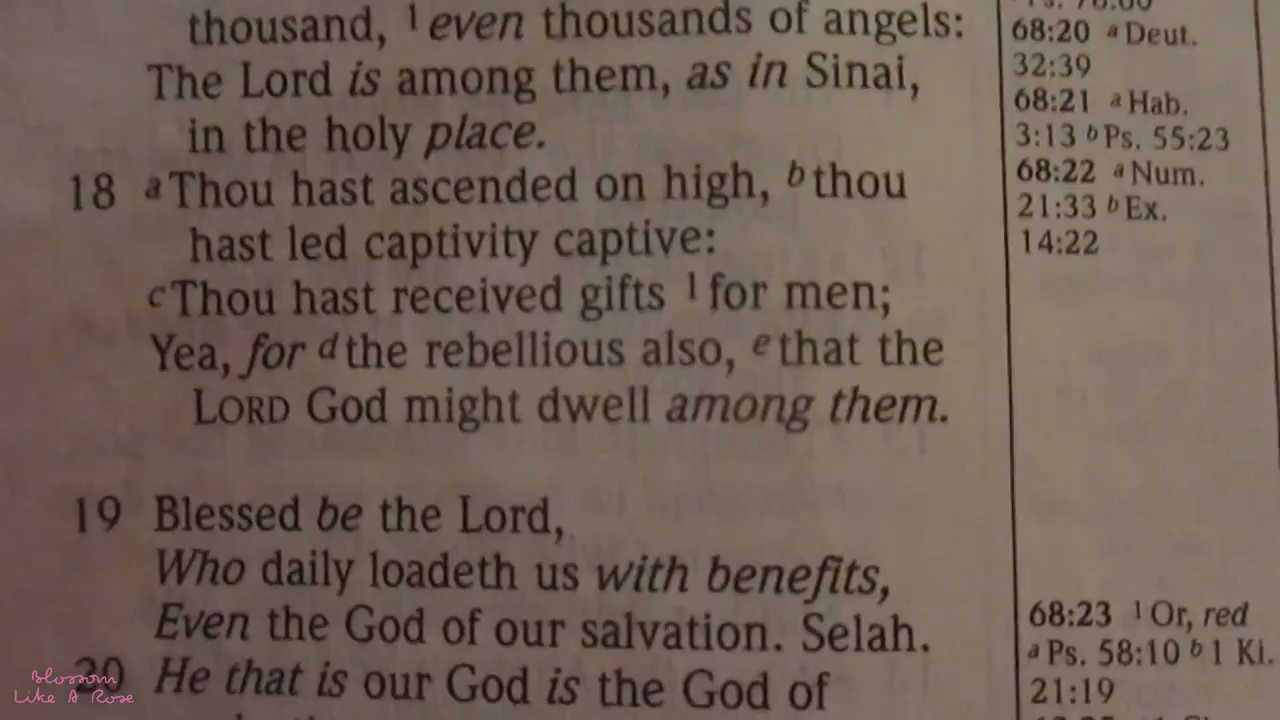 thousand, 1 even thousands of angels:
The Lord is among them, as in Sinai,
in the holy place.
18 a Thou hast ascended on high, b thou
hast led captivity captive:
c Thou hast received gifts 1 for men;
Yea, for d the rebellious also, e that the
LORD God might dwell among them.
19 Blessed be the Lord,
Who daily loadeth us with benefits,
Even the God of our salvation. Selah.
20 He that is our God is the God of
68:20 a Deut.
32:39
68:21 a Hab.
3:13 b Ps. 55:23
68:22 a Num.
21:33 b Ex.
14:22
68:23 1 Or, red
a Ps. 58:10 b 1 Ki.
21:19
Blossom
Like A Rose